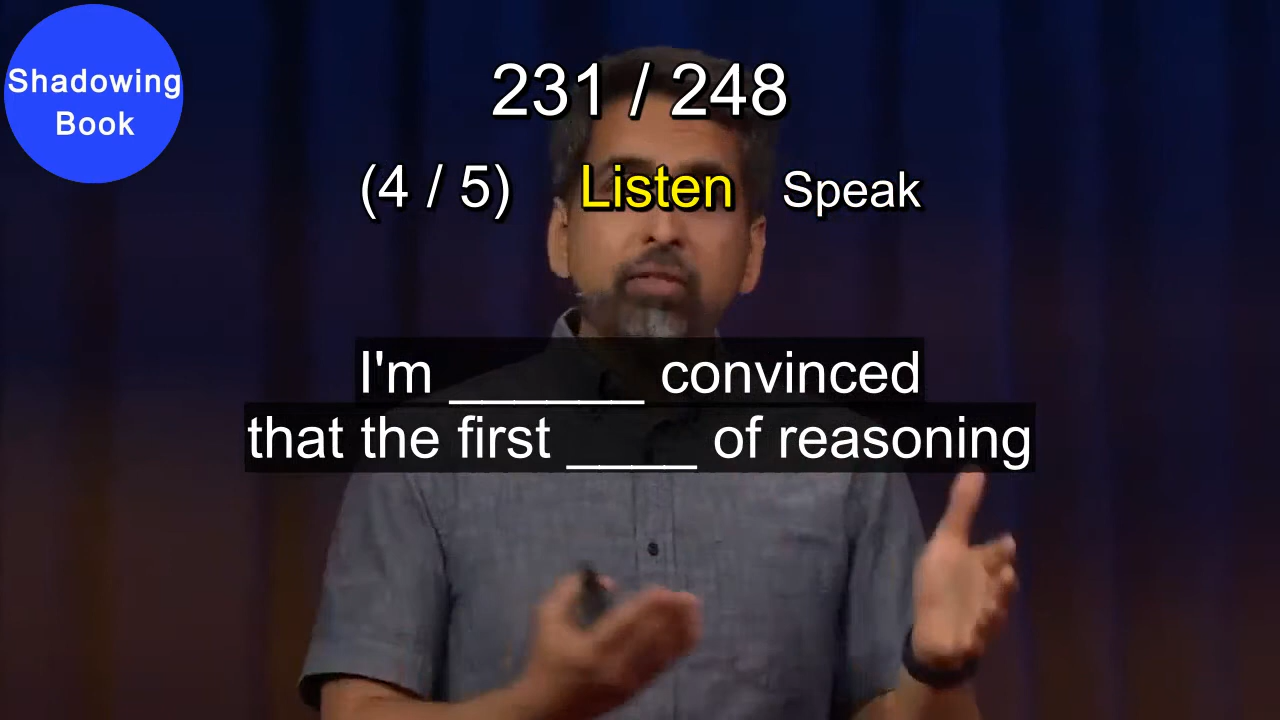 Shadowing
Book
231 / 248
(4 / 5) Listen Speak
I'm ______ convinced
that the first ____ of reasoning